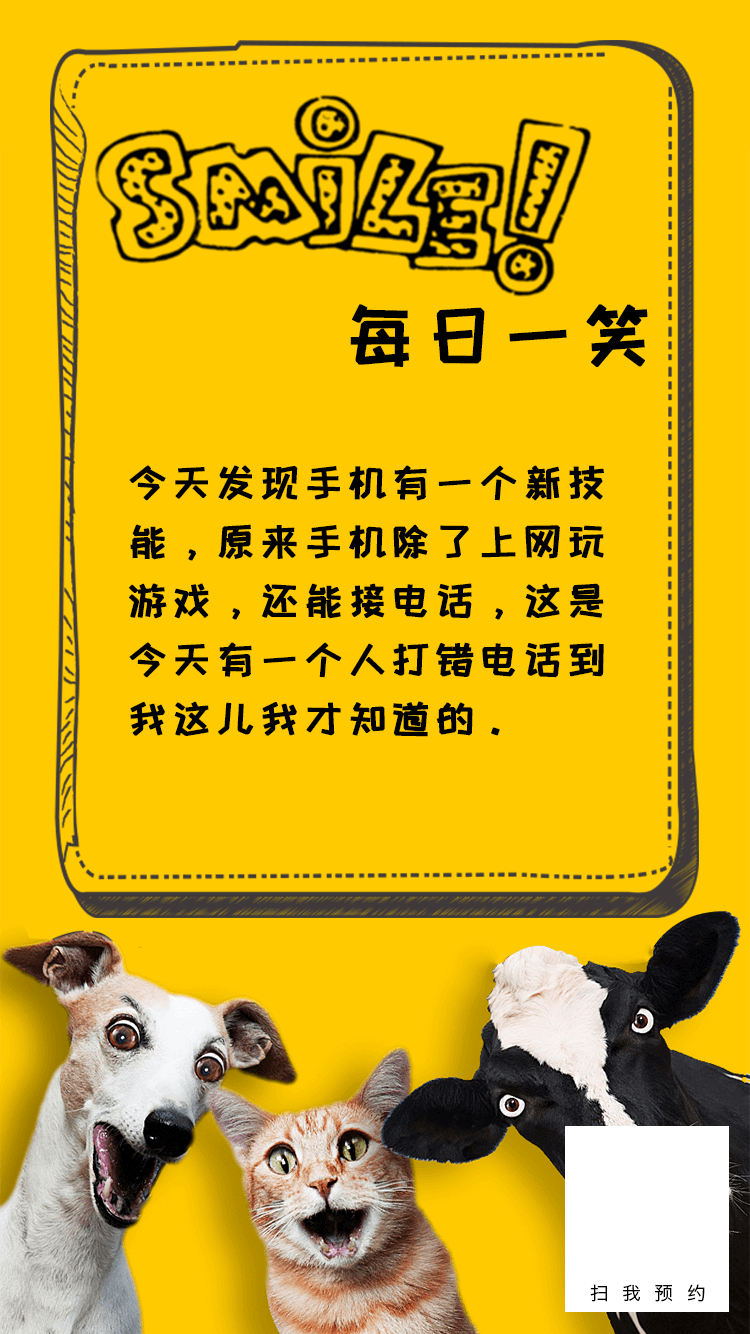 SMiLE!
每日一笑
今天发现手机有一个新技
能，原来手机除了上网玩
游戏，还能接电话，这是
今天有一个人打错电话到
我这儿我才知道的．
扫我预约